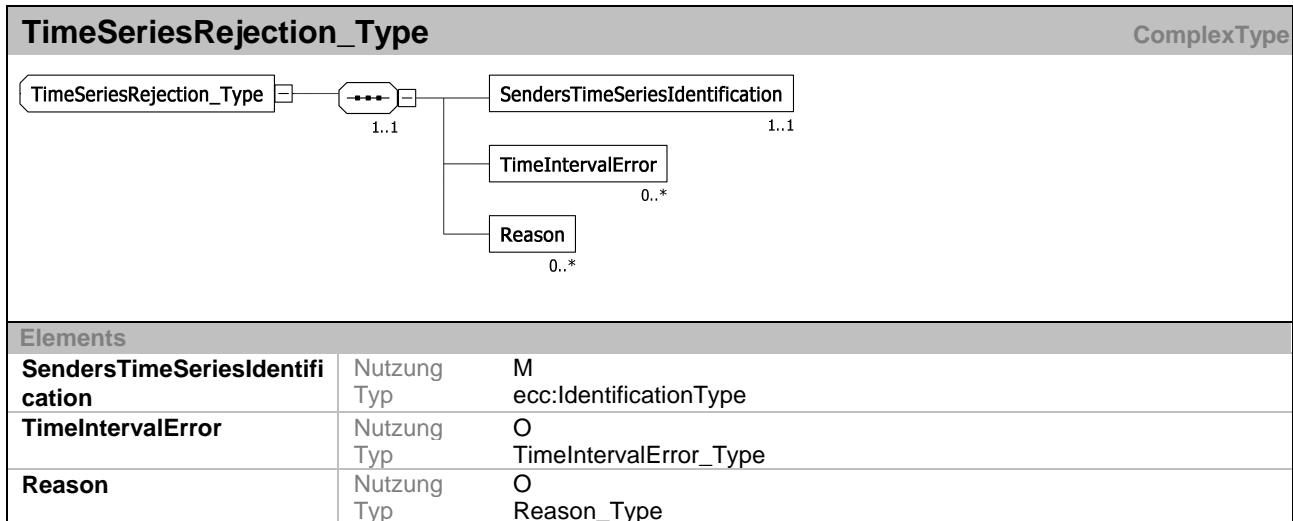 TimeSeriesRejection_Type ComplexType
TimeSeriesRejection_Type
1..1
SendersTimeSeriesIdentification
1..1
TimeIntervalError
0..*
Reason
0..*
Elements
SendersTimeSeriesIdentifi Nutzung M
cation Typ ecc:IdentificationType
TimeIntervalError Nutzung O
Typ TimeIntervalError_Type
Reason Nutzung O
Typ Reason_Type